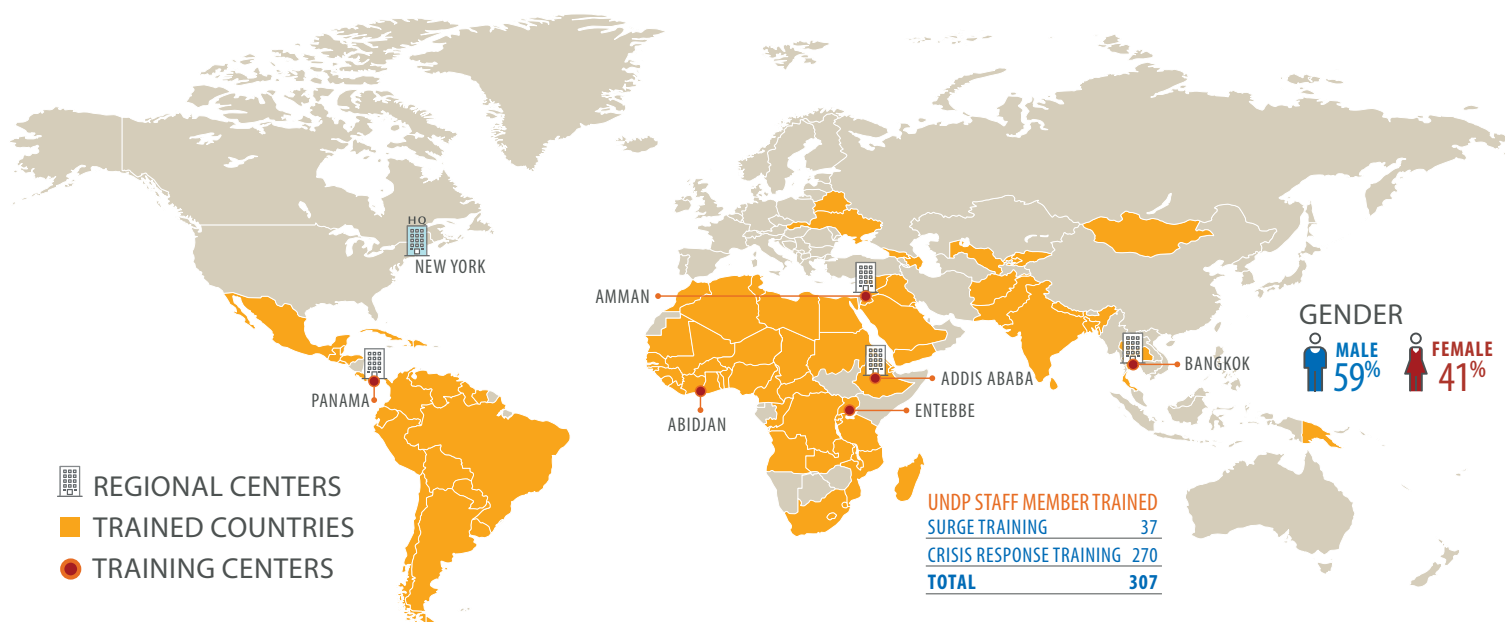 HQ
NEW YORK
AMMAN
GENDER
MALE
59%
FEMALE
41%
BANGKOK
ADDIS ABABA
PANAMA
ENTEBBE
ABIDJAN
REGIONAL CENTERS
TRAINED COUNTRIES
TRAINING CENTERS
UNDP STAFF MEMBER TRAINED
SURGE TRAINING 37
CRISIS RESPONSE TRAINING 270
TOTAL 307